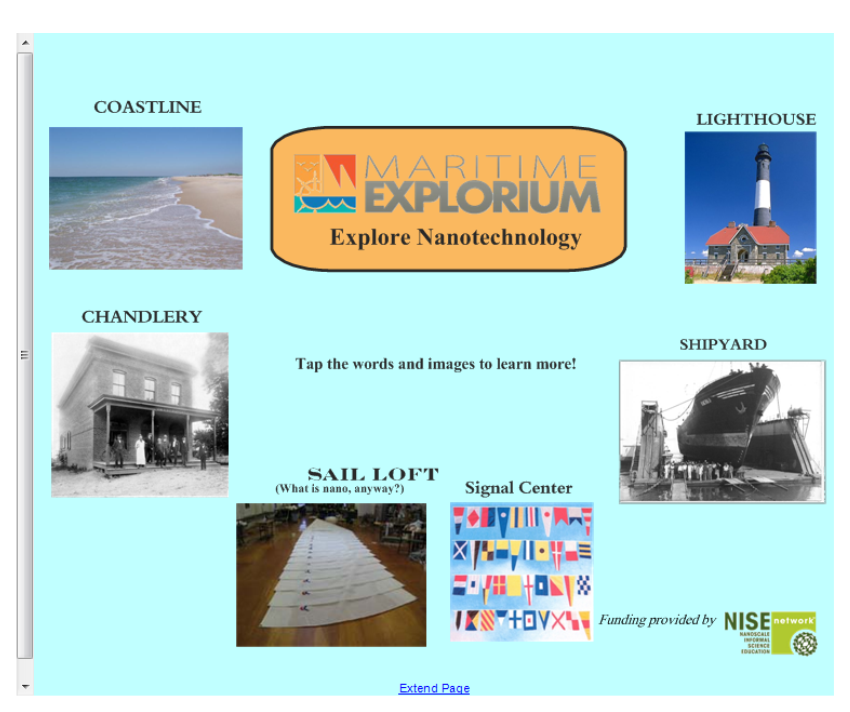 COASTLINE
LIGHTHOUSE
MARITIME
EXPLORIUM
Explore Nanotechnology
CHANDLERY
Tap the words and images to learn more!
SHIPYARD
SAIL LOFT
(What is nano, anyway?)
Signal Center
Funding provided by
NISE network
NANOSCALE
INFORMAL
SCIENCE
EDUCATION
Extend Page